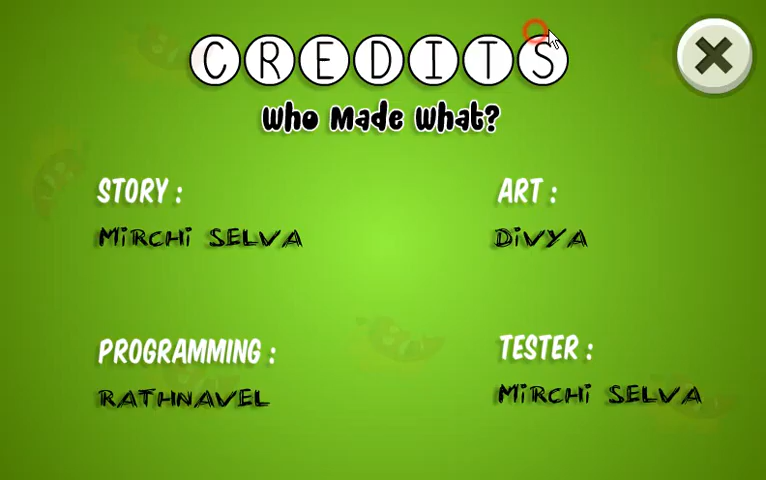 CREDITS
Who Made What?
STORY :
MiRCHi SELVA
ART :
DiVYA
PROGRAMMING :
RATHNAVEL
TESTER :
MiRCHi SELVA